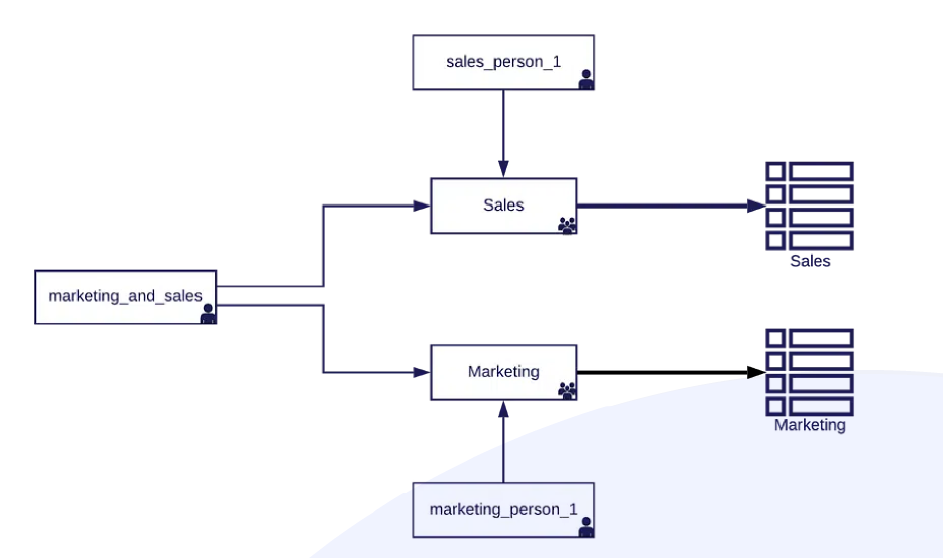 sales_person_1
Sales
Sales
marketing_and_sales
Marketing
Marketing
marketing_person_1